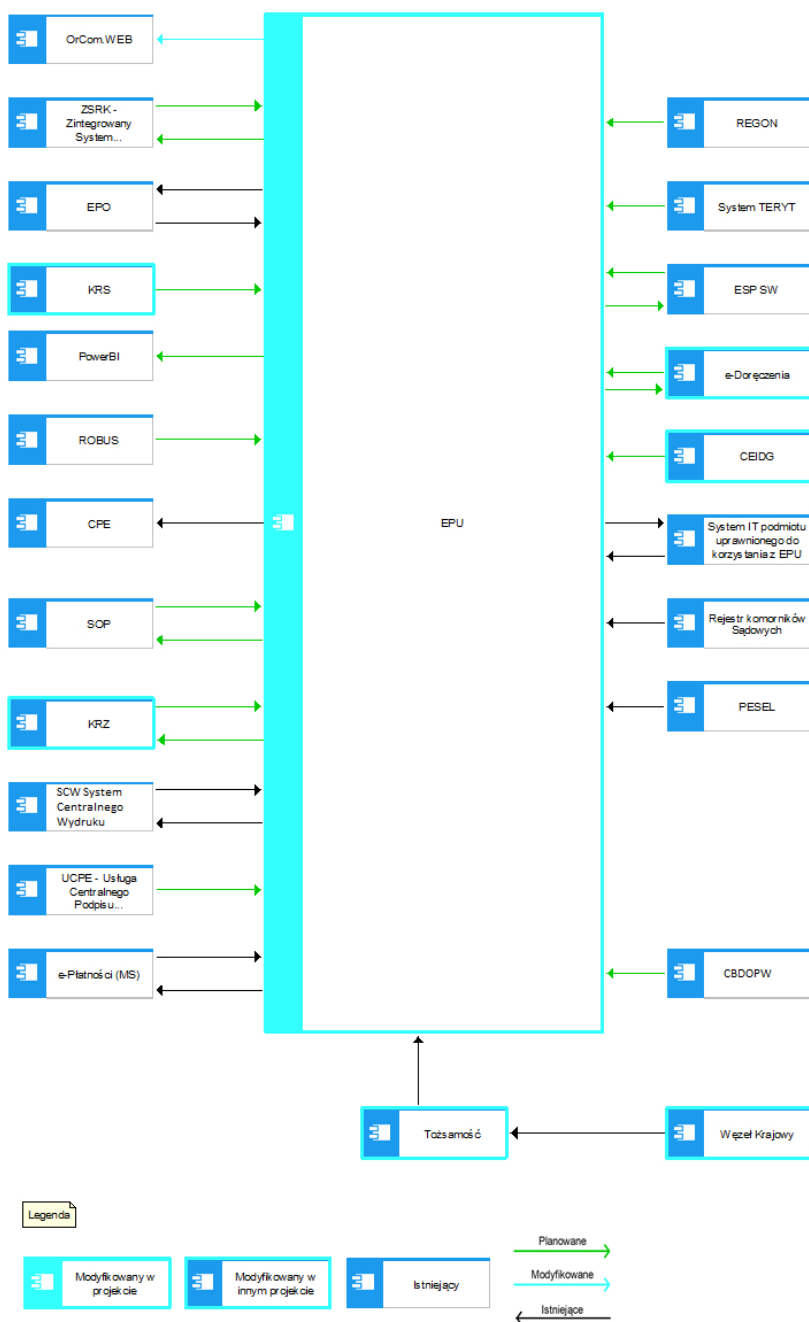 OrCom.WEB
ZSRK -
Zintegrowany
System...
EPO
KRS
PowerBI
ROBUS
CPE
SOP
KRZ
SCW System
Centralnego
Wydruku
UCPE - Usługa
Centralnego
Podpisu...
e-Płatności (MS)
EPU
REGON
System TERYT
ESP SW
e-Doręczenia
CEIDG
System IT podmiotu
uprawnionego do
korzystania z EPU
Rejestr komorników
Sądowych
PESEL
CBDOPW
Tożsamość
Węzeł Krajowy
Legenda
Modyfikowany w
projekcie
Modyfikowany w
innym projekcie
Istniejący
Planowane
Modyfikowane
Istniejące